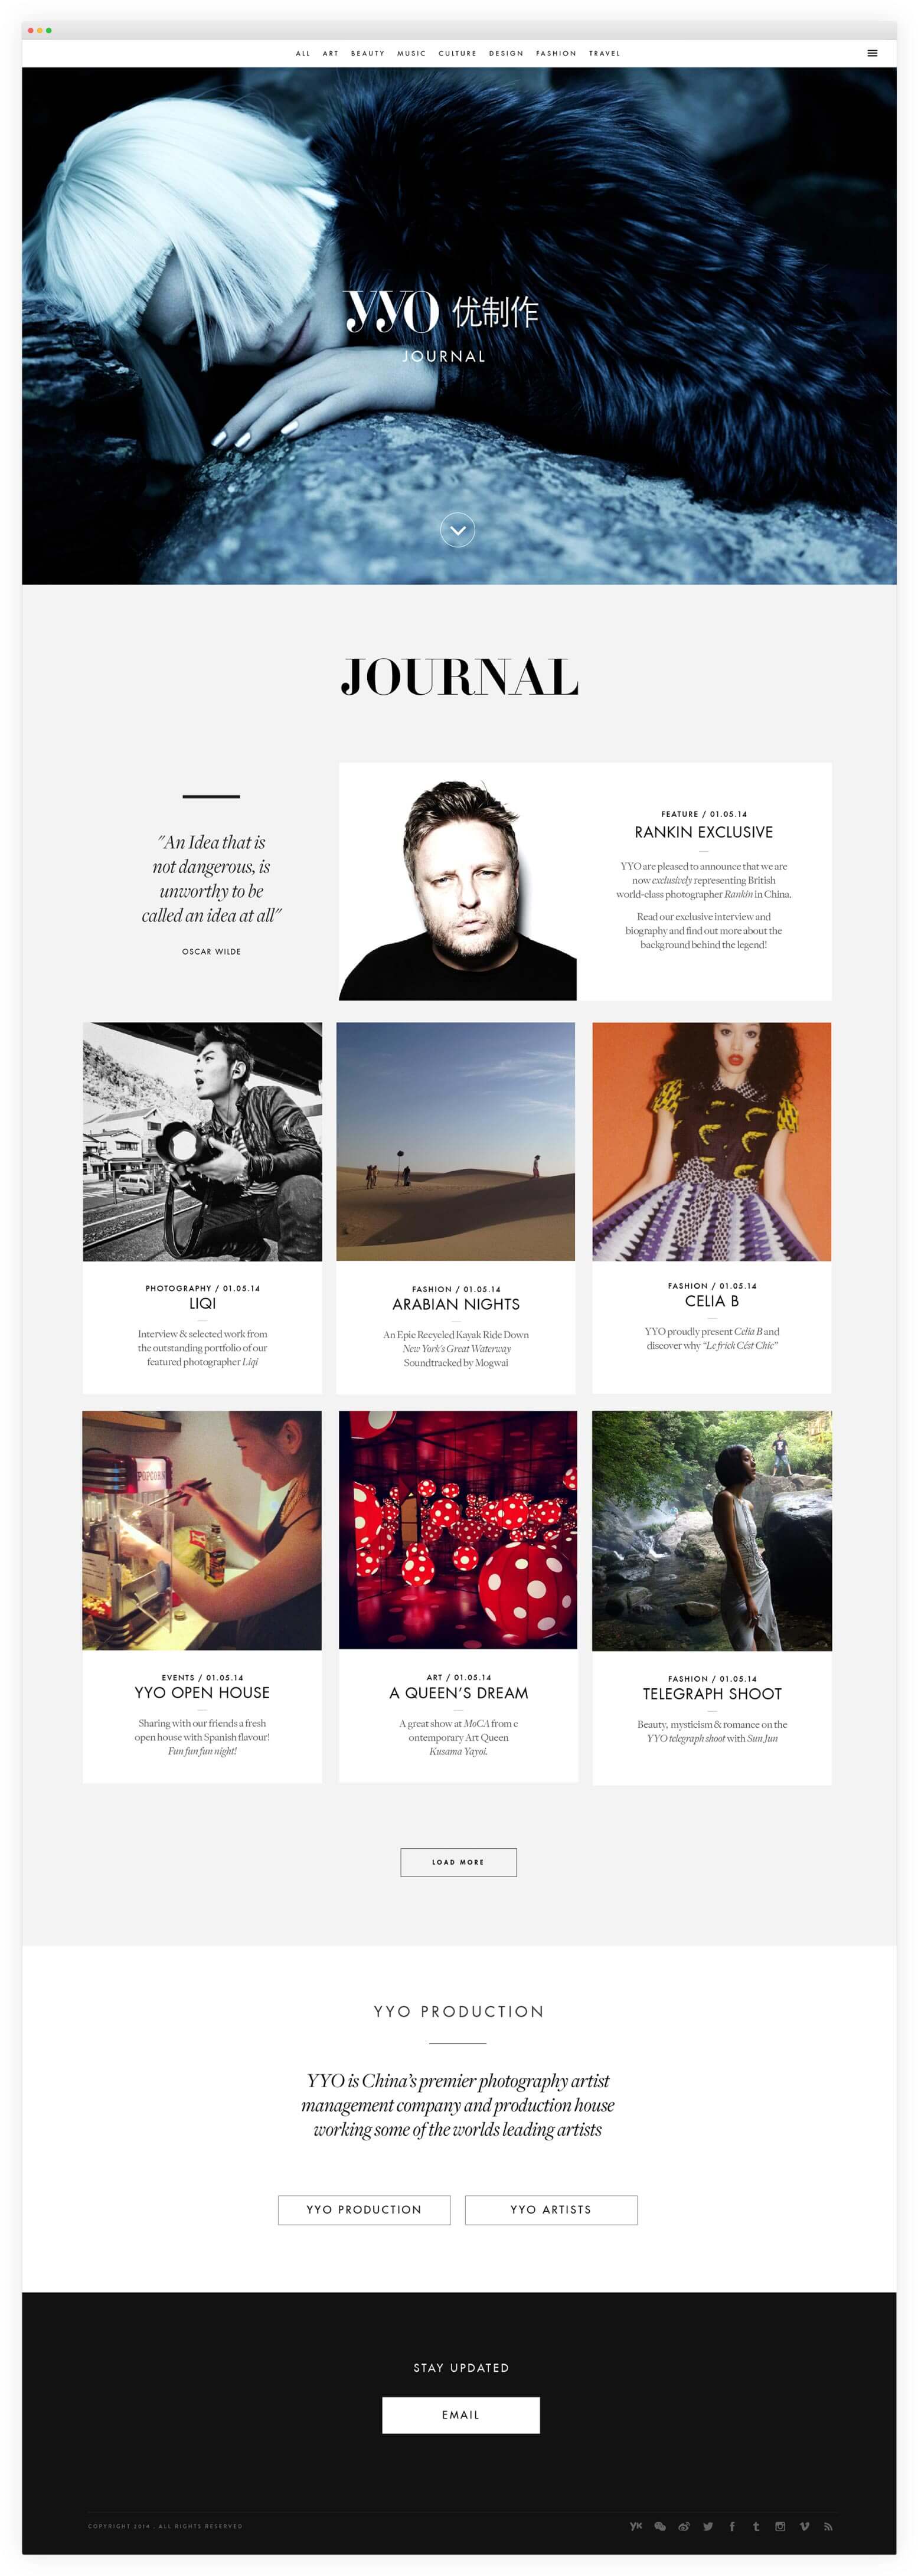 ALL ART BEAUTY MUSIC CULTURE DESIGN FASHION TRAVEL
yyo 优制作
JOURNAL
JOURNAL
"An Idea that is
not dangerous, is
unworthy to be
called an idea at all"
OSCAR WILDE
FEATURE / 01.05.14
RANKIN EXCLUSIVE
YYO are pleased to announce that we are
now exclusively representing British
world-class photographer Rankin in China.
Read our exclusive interview and
biography and find out more about the
background behind the legend!
PHOTOGRAPHY / 01.05.14
LIQI
Interview & selected work from
the outstanding portfolio of our
featured photographer Liqi
FASHION / 01.05.14
ARABIAN NIGHTS
An Epic Recycled Kayak Ride Down
New York's Great Waterway
Soundtracked by Mogwai
FASHION / 01.05.14
CELIA B
YYO proudly present Celia B and
discover why “Le frick C'ést Chic”
POPCORN
EVENTS / 01.05.14
YYO OPEN HOUSE
Sharing with our friends a fresh
open house with Spanish flavour!
Fun fun fun night!
ART / 01.05.14
A QUEEN'S DREAM
A great show at MoCA from c
ontemporary Art Queen
Kusama Yayoi.
FASHION / 01.05.14
TELEGRAPH SHOOT
Beauty, mysticism & romance on the
YYO telegraph shoot with Sun Jun
LOAD MORE
YYO PRODUCTION
YYO is China's premier photography artist
management company and production house
working some of the worlds leading artists
YYO PRODUCTION
YYO ARTISTS
STAY UPDATED
EMAIL
COPYRIGHT 2014 . ALL RIGHTS RESERVED